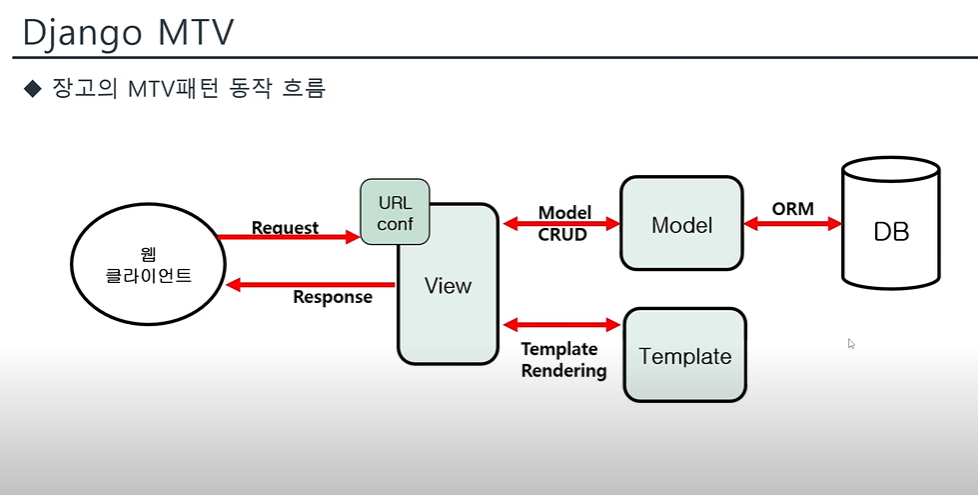 Django MTV
◆ 장고의 MTV패턴 동작 흐름
웹
클라이언트
Request
Response
URL
conf
View
Model
CRUD
Model
ORM
DB
Template
Rendering
Template